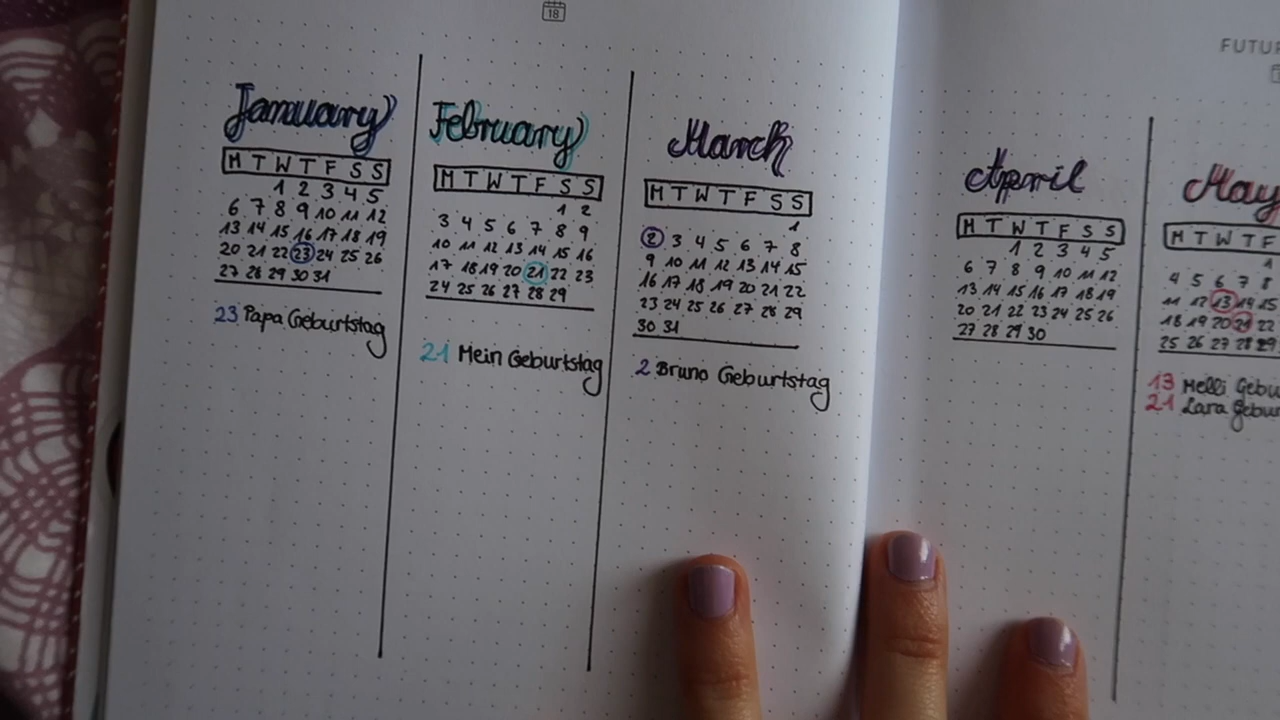 18
January
M T W T F S S
1 2 3 4 5
6 7 8 9 10 11 12
13 14 15 16 17 18 19
20 21 22 23 24 25 26
27 28 29 30 31
23 Papa Geburtstag
February
M T W T F S S
1 2
3 4 5 6 7 8 9
10 11 12 13 14 15 16
17 18 19 20 21 22 23
24 25 26 27 28 29
21 Mein Geburtstag
March
M T W T F S S
1
2 3 4 5 6 7 8
9 10 11 12 13 14 15
16 17 18 19 20 21 22
23 24 25 26 27 28 29
30 31
2 Bruno Geburtstag
FUTUR
April
M T W T F S S
1 2 3 4 5
6 7 8 9 10 11 12
13 14 15 16 17 18 19
20 21 22 23 24 25 26
27 28 29 30
May
M T W T F
1
4 5 6 7 8
11 12 13 14 15
18 19 20 21 22
25 26 27 28 29
13 Melli Gebu
21 Lara Gebur